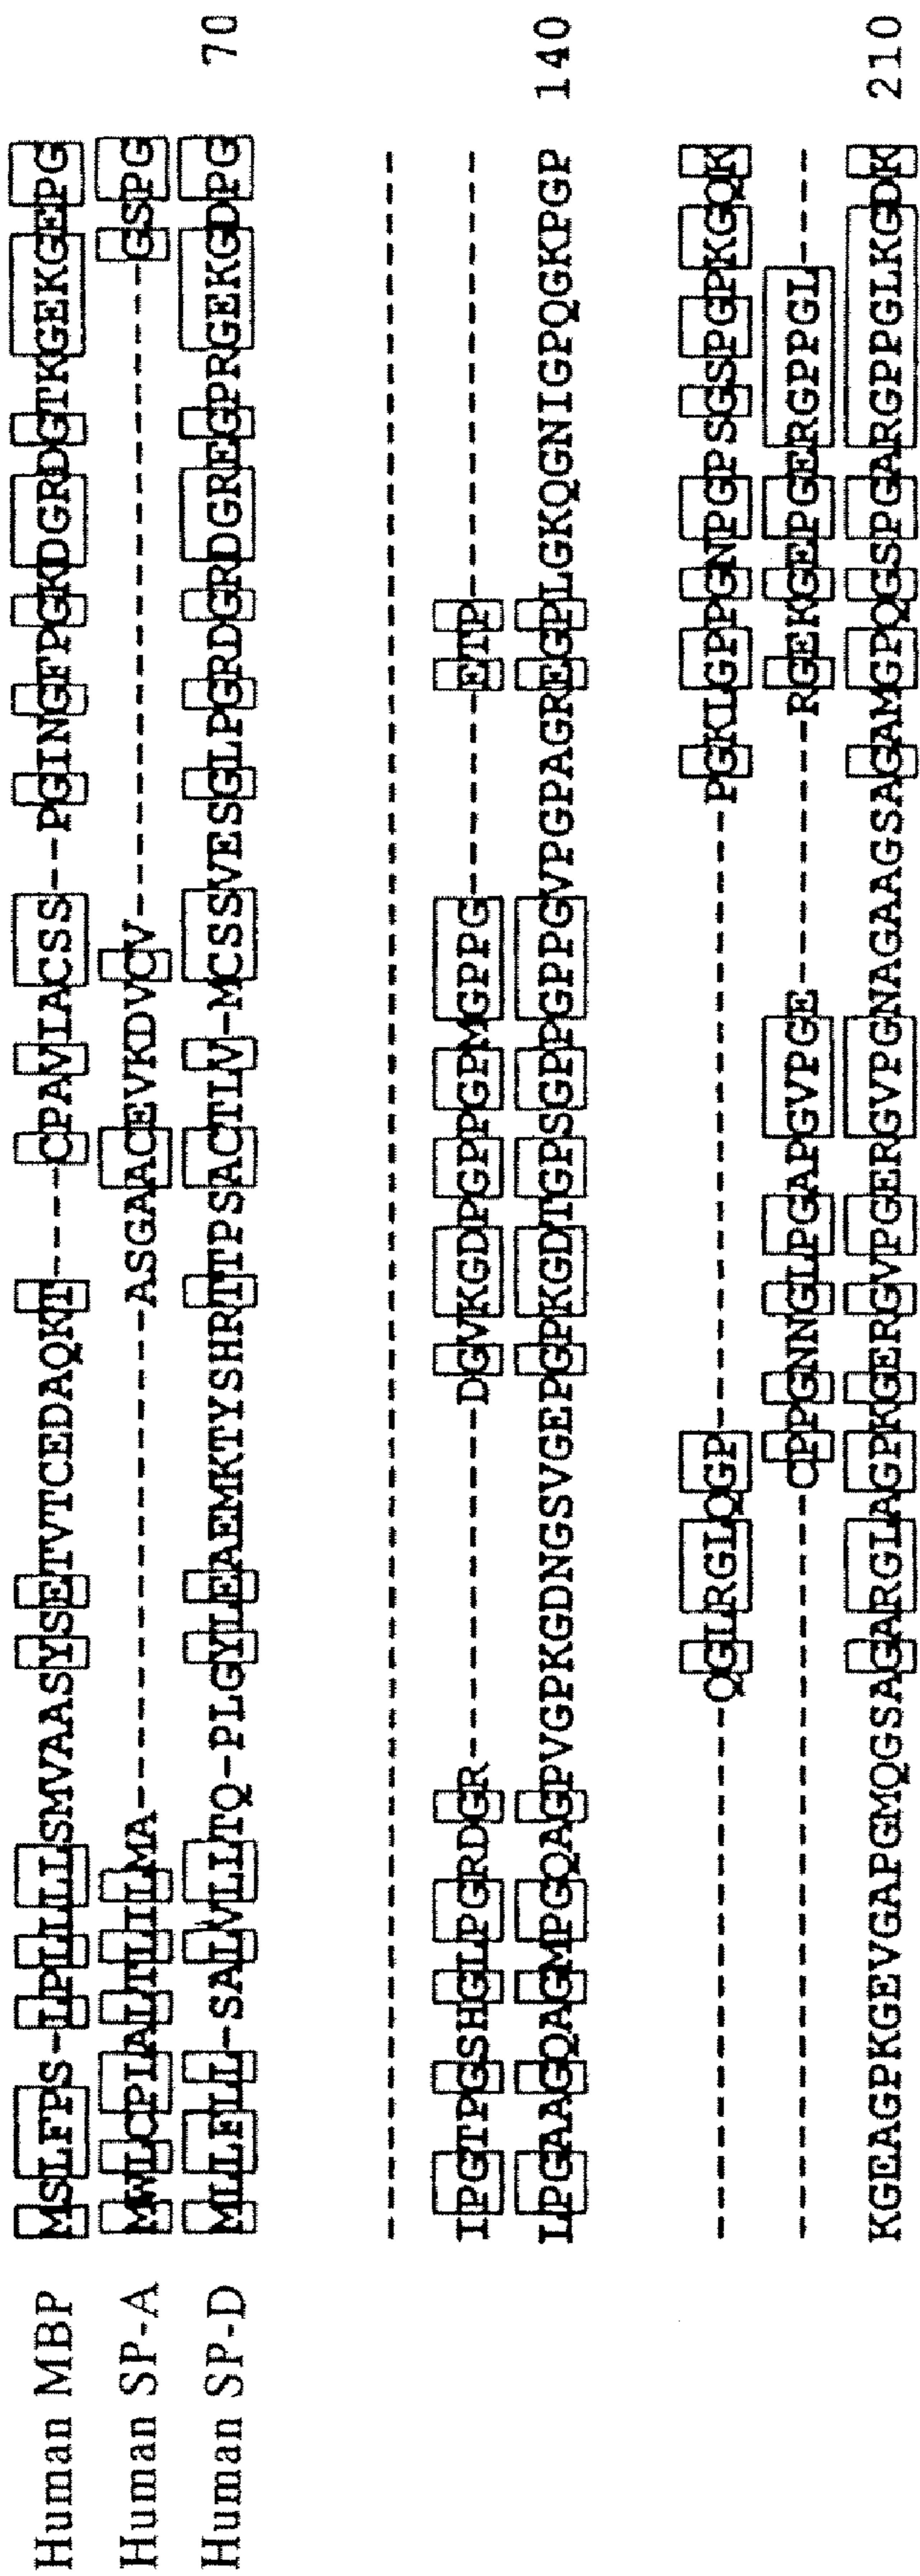 Human MBP MSLFPS-LPLLLLSMVAASYSETVTCEDAQKT----CPAVIACSS--PGINGFPGKDGRDGTKGEKGEPG
Human SP-A MWLCPLALTLILMA-----------------ASGAACEVKDVCV----------------------GSPG
Human SP-D MLLFLL-SALVLLTQ-PLGYLEAEMKTYSHRTTPSACTLV-MCSSVESGLPGRDGRDGREGPRGEKGDPG 70
----------------------------------------------------------------------
IPGTPGSHGLPGRDGR------------DGVKGDPGPPGPMGPPG-------ETP---------------
LPGAAGQAGMPGQAGPVGPKGDNGSVGEPGPKGDTGPSGPPGPPGVPGPAGREGPLGKQGNIGPQGKPGP 140
------------------QGLRGLQGP---------------------PGKLGPPGNPGPSGSPGPKGQK
-------------------------CPPGNNGLPGAPGVPGE---------RGEKGEPGERGPPGL----
KGEAGPKGEVGAPGMQGSAGARGLAGPKGERGVPGERGVPGNAGAAGSAGAMGPQGSPGARGPPGLKGDK 210